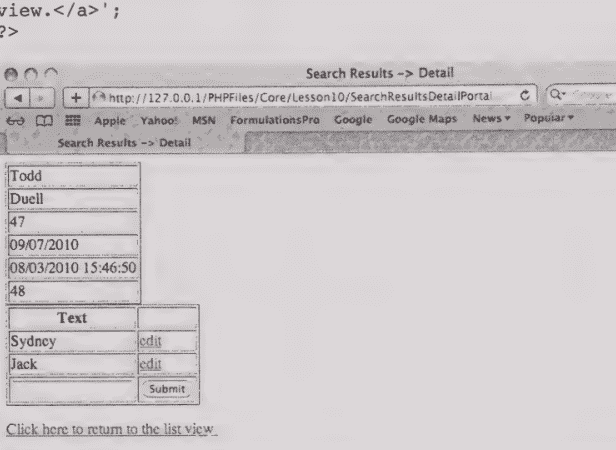 view.</a>';
?>
Search Results -> Detail
http://127.0.0.1/PHPFiles/Core/Lesson10/SearchResultsDetailPortal
Apple Yahoo! MSN FormulationsPro Google Google Maps News Popular
Search Results -> Detail
Todd
Duell
47
09/07/2010
08/03/2010 15:46:50
48
Text
Sydney edit
Jack edit
Submit
Click here to return to the list view